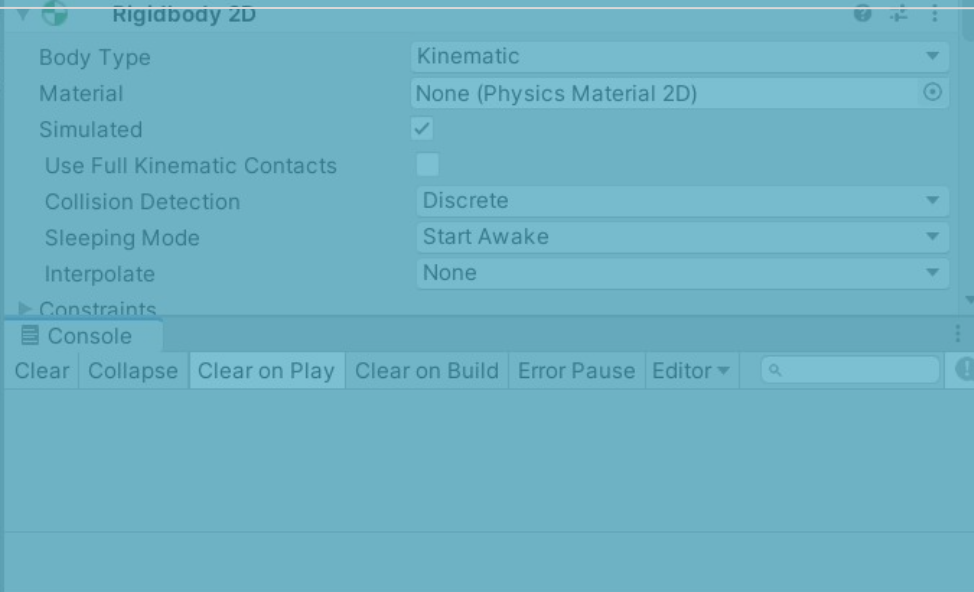 Rigidbody 2D
Body Type Kinematic
Material None (Physics Material 2D)
Simulated
Use Full Kinematic Contacts
Collision Detection Discrete
Sleeping Mode Start Awake
Interpolate None
Constraints
Console
Clear Collapse Clear on Play Clear on Build Error Pause Editor